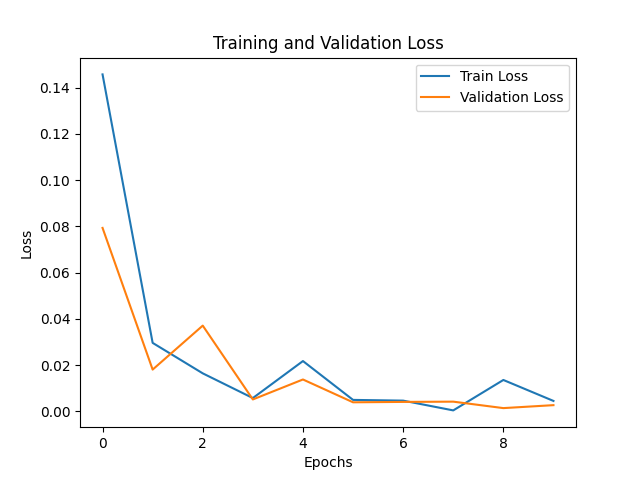 Training and Validation Loss
Train Loss
Validation Loss
0.14
0.12
0.10
0.08
0.06
0.04
0.02
0.00
Loss
0 2 4 6 8
Epochs